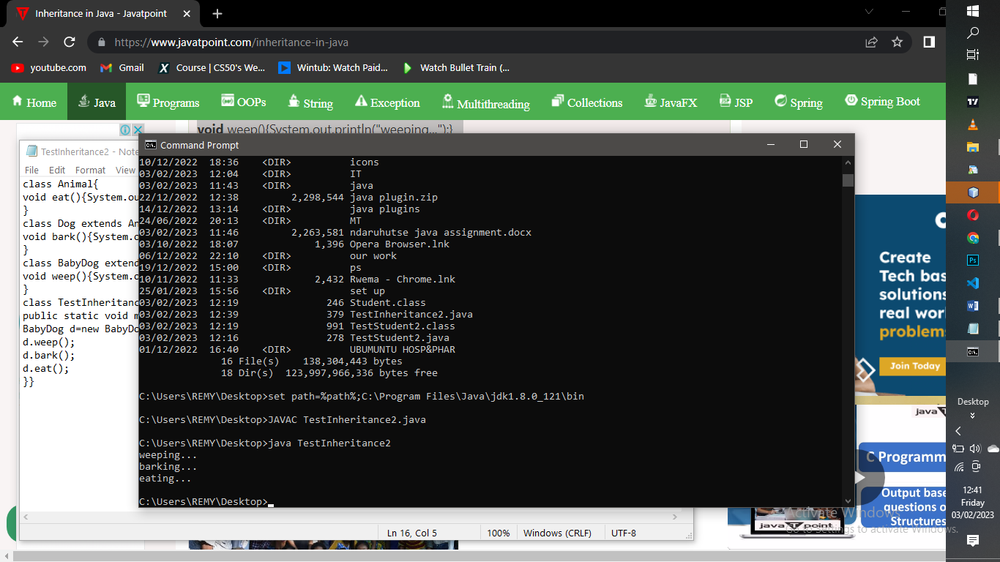 Inheritance in Java - Javatpoint
https://www.javatpoint.com/inheritance-in-java
youtube.com Gmail Course | CS50's We... Wintub: Watch Paid... Watch Bullet Train (...
Home Java Programs OOPs String Exception Multithreading Collections JavaFX JSP Spring Spring Boot
void weep(){System.out.println("weeping...");}
TestInheritance2 - Note
File Edit Format View
class Animal{
void eat(){System.ou
}
class Dog extends An
void bark(){System.o
}
class BabyDog extend
void weep(){System.o
}
class TestInheritanc
public static void m
BabyDog d=new BabyDo
d.weep();
d.bark();
d.eat();
}}
Ln 16, Col 5 100% Windows (CRLF) UTF-8
Command Prompt
10/12/2022 18:36 <DIR> icons
03/02/2023 12:04 <DIR> IT
03/02/2023 11:43 <DIR> java
22/12/2022 12:38 2,298,544 java plugin.zip
14/12/2022 13:14 <DIR> java plugins
24/06/2022 20:13 <DIR> MT
03/02/2023 11:46 2,263,581 ndaruhutse java assignment.docx
03/10/2022 18:07 1,396 Opera Browser.lnk
06/12/2022 22:10 <DIR> our work
19/12/2022 15:00 <DIR> ps
10/11/2022 11:33 2,432 Rwema - Chrome.lnk
25/01/2023 15:56 <DIR> set up
03/02/2023 12:19 246 Student.class
03/02/2023 12:39 379 TestInheritance2.java
03/02/2023 12:19 991 TestStudent2.class
03/02/2023 12:16 278 TestStudent2.java
01/12/2022 16:40 <DIR> UBUMUNTU HOSP&PHAR
16 File(s) 138,304,443 bytes
18 Dir(s) 123,997,966,336 bytes free
C:\Users\REMY\Desktop>set path=%path%;C:\Program Files\Java\jdk1.8.0_121\bin
C:\Users\REMY\Desktop>JAVAC TestInheritance2.java
C:\Users\REMY\Desktop>java TestInheritance2
weeping...
barking...
eating...
C:\Users\REMY\Desktop>
Create
Tech bas
solutions
real wor
problems
Join Today
java T
C Programm
Output base
questions o
Structures
java T point
Activate Windows
Go to Settings to activate Windows.
Ps
Desktop
12:41
Friday
03/02/2023